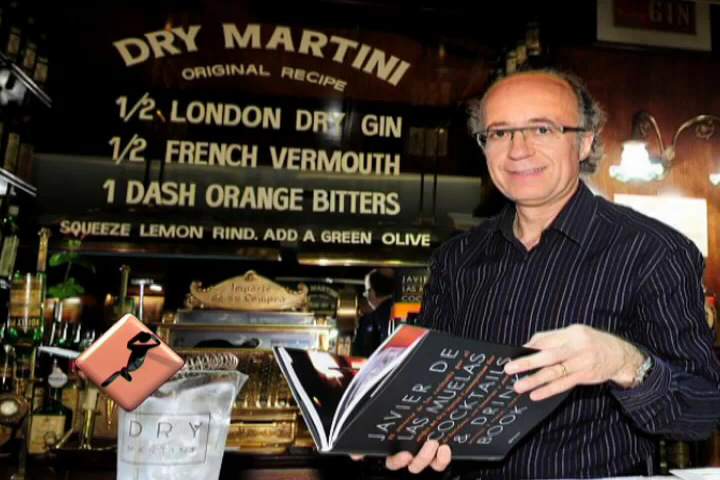 DRY MARTINI
ORIGINAL RECIPE
1/2 LONDON DRY GIN
1/2 FRENCH VERMOUTH
1 DASH ORANGE BITTERS
SQUEEZE LEMON RIND. ADD A GREEN OLIVE
GIN
Importe
de su Compra
JAVIER DE
LAS MUELAS
COCKTAILS
& DRINKS
BOOK
DRY
MARTINI